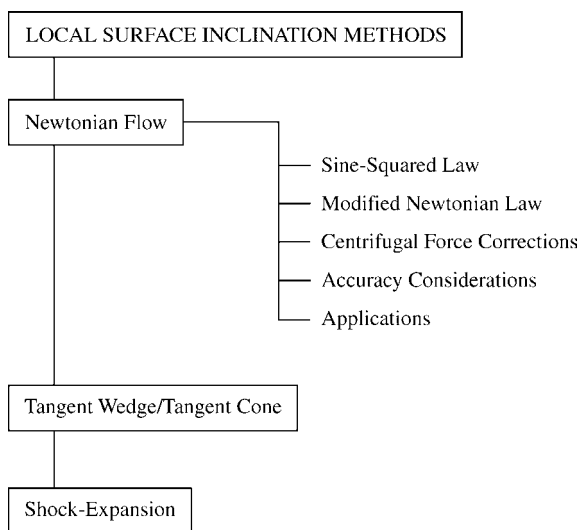 LOCAL SURFACE INCLINATION METHODS
Newtonian Flow
Sine-Squared Law
Modified Newtonian Law
Centrifugal Force Corrections
Accuracy Considerations
Applications
Tangent Wedge/Tangent Cone
Shock-Expansion